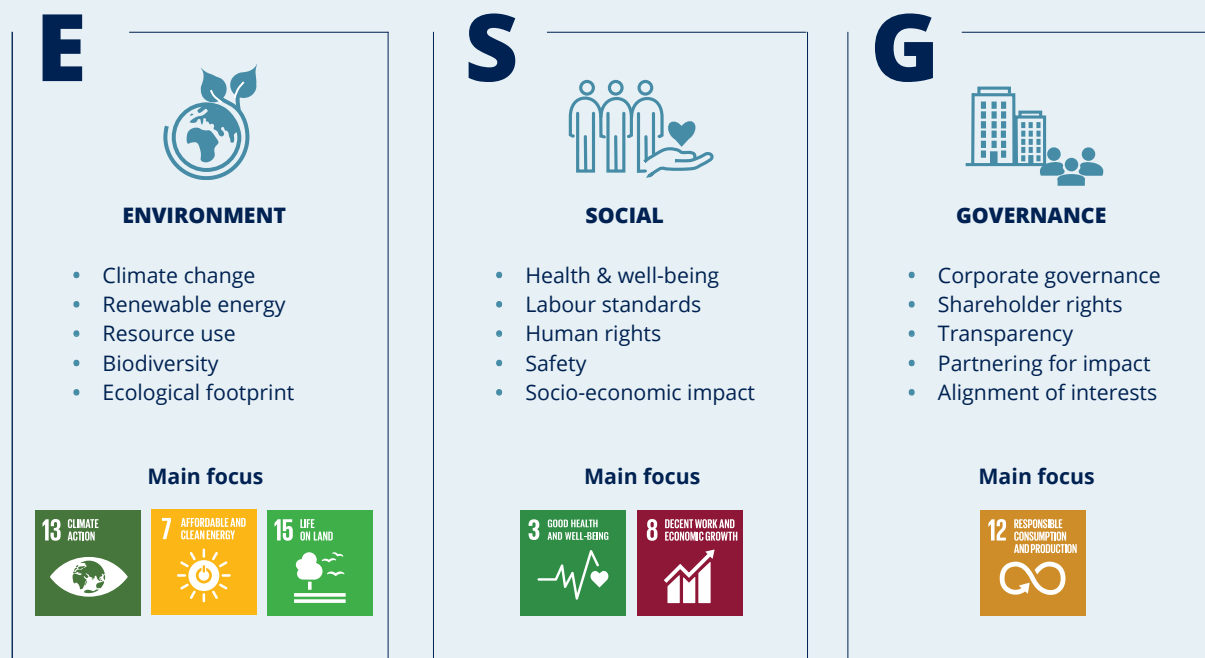 E
ENVIRONMENT
• Climate change
• Renewable energy
• Resource use
• Biodiversity
• Ecological footprint
Main focus
13 CLIMATE
ACTION
7 AFFORDABLE AND
CLEAN ENERGY
15 LIFE
ON LAND
S
SOCIAL
• Health & well-being
• Labour standards
• Human rights
• Safety
• Socio-economic impact
Main focus
3 GOOD HEALTH
AND WELL-BEING
8 DECENT WORK AND
ECONOMIC GROWTH
G
GOVERNANCE
• Corporate governance
• Shareholder rights
• Transparency
• Partnering for impact
• Alignment of interests
Main focus
12 RESPONSIBLE
CONSUMPTION
AND PRODUCTION